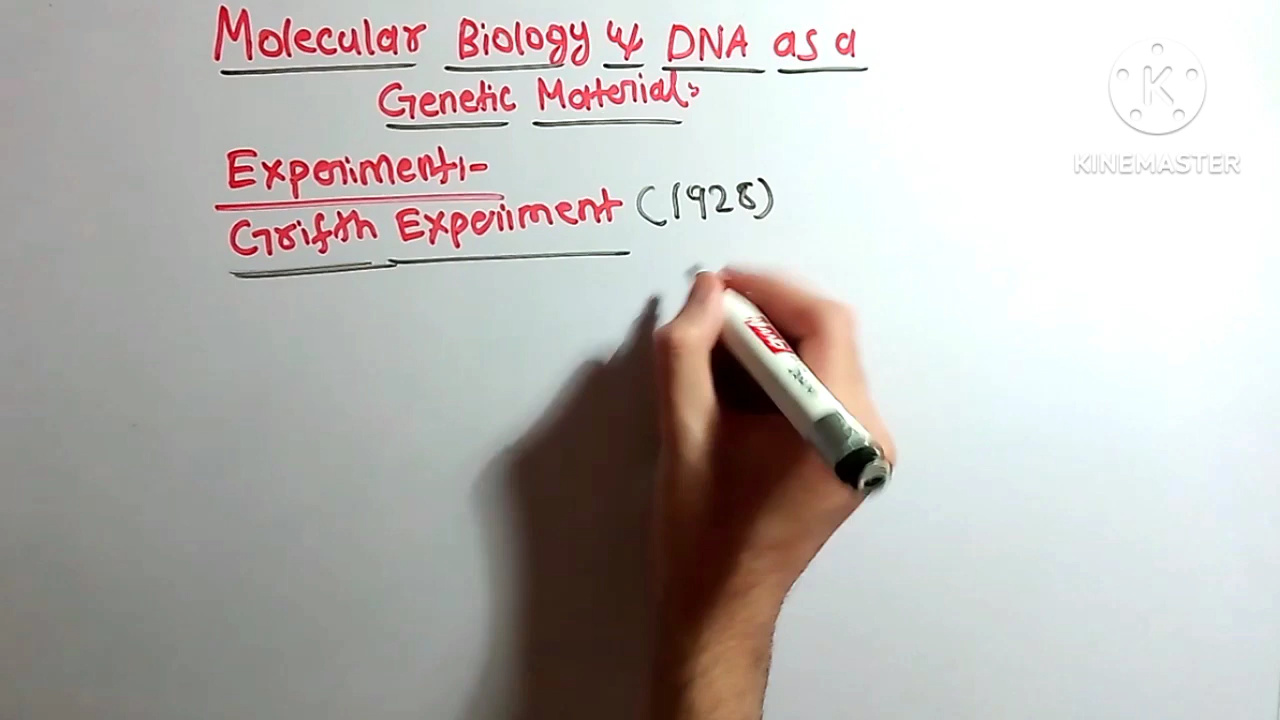 Molecular Biology & DNA as a
Genetic Material:
Experiment:-
Grifith Experiment (1928)
K
KINEMASTER